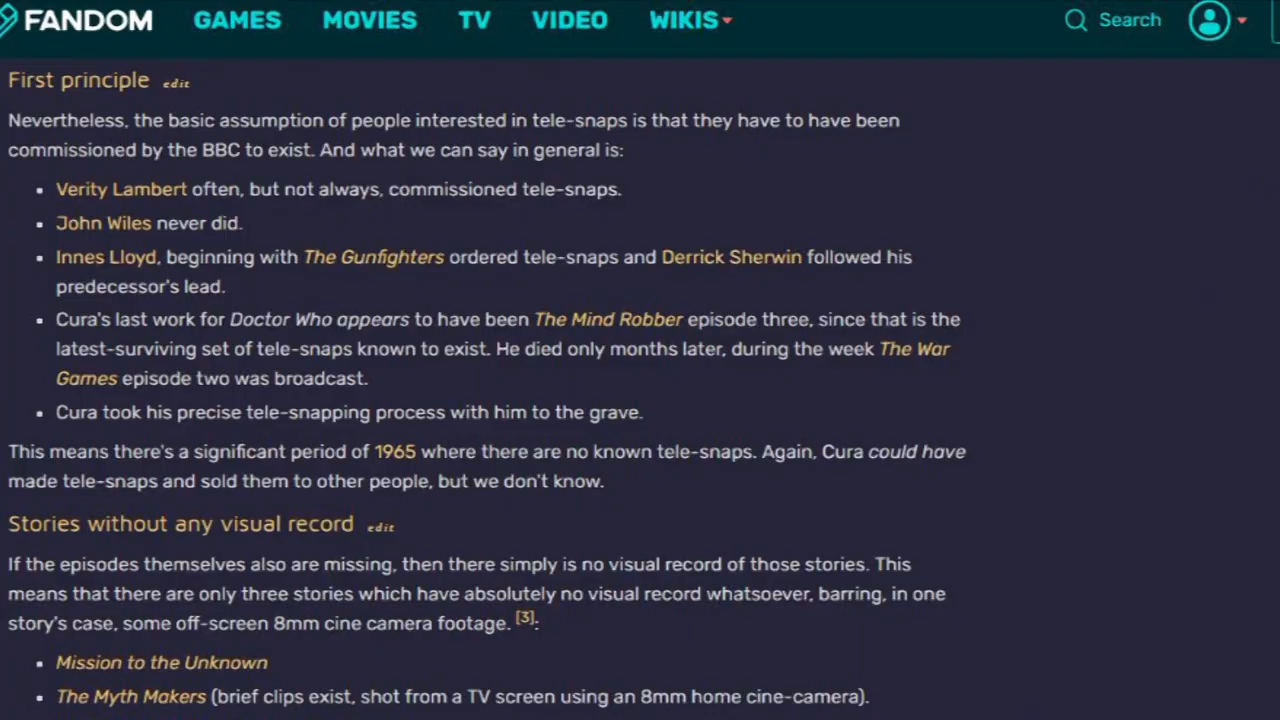 FANDOM GAMES MOVIES TV VIDEO WIKIS Search
First principle edit
Nevertheless, the basic assumption of people interested in tele-snaps is that they have to have been
commissioned by the BBC to exist. And what we can say in general is:
Verity Lambert often, but not always, commissioned tele-snaps.
John Wiles never did.
Innes Lloyd, beginning with The Gunfighters ordered tele-snaps and Derrick Sherwin followed his
predecessor's lead.
Cura's last work for Doctor Who appears to have been The Mind Robber episode three, since that is the
latest-surviving set of tele-snaps known to exist. He died only months later, during the week The War
Games episode two was broadcast.
Cura took his precise tele-snapping process with him to the grave.
This means there's a significant period of 1965 where there are no known tele-snaps. Again, Cura could have
made tele-snaps and sold them to other people, but we don't know.
Stories without any visual record edit
If the episodes themselves also are missing, then there simply is no visual record of those stories. This
means that there are only three stories which have absolutely no visual record whatsoever, barring, in one
story's case, some off-screen 8mm cine camera footage. [3]:
Mission to the Unknown
The Myth Makers (brief clips exist, shot from a TV screen using an 8mm home cine-camera).